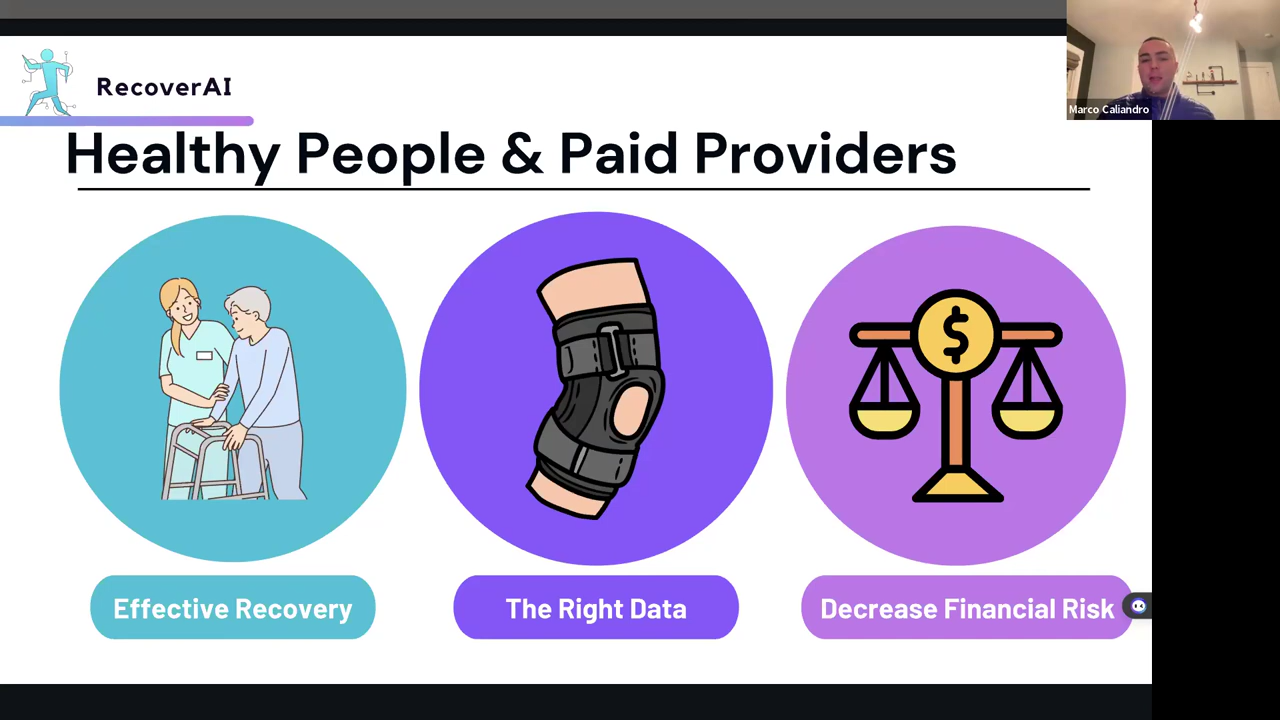 Marco Caliandro
RecoverAI
Healthy People & Paid Providers
$
Effective Recovery
The Right Data
Decrease Financial Risk